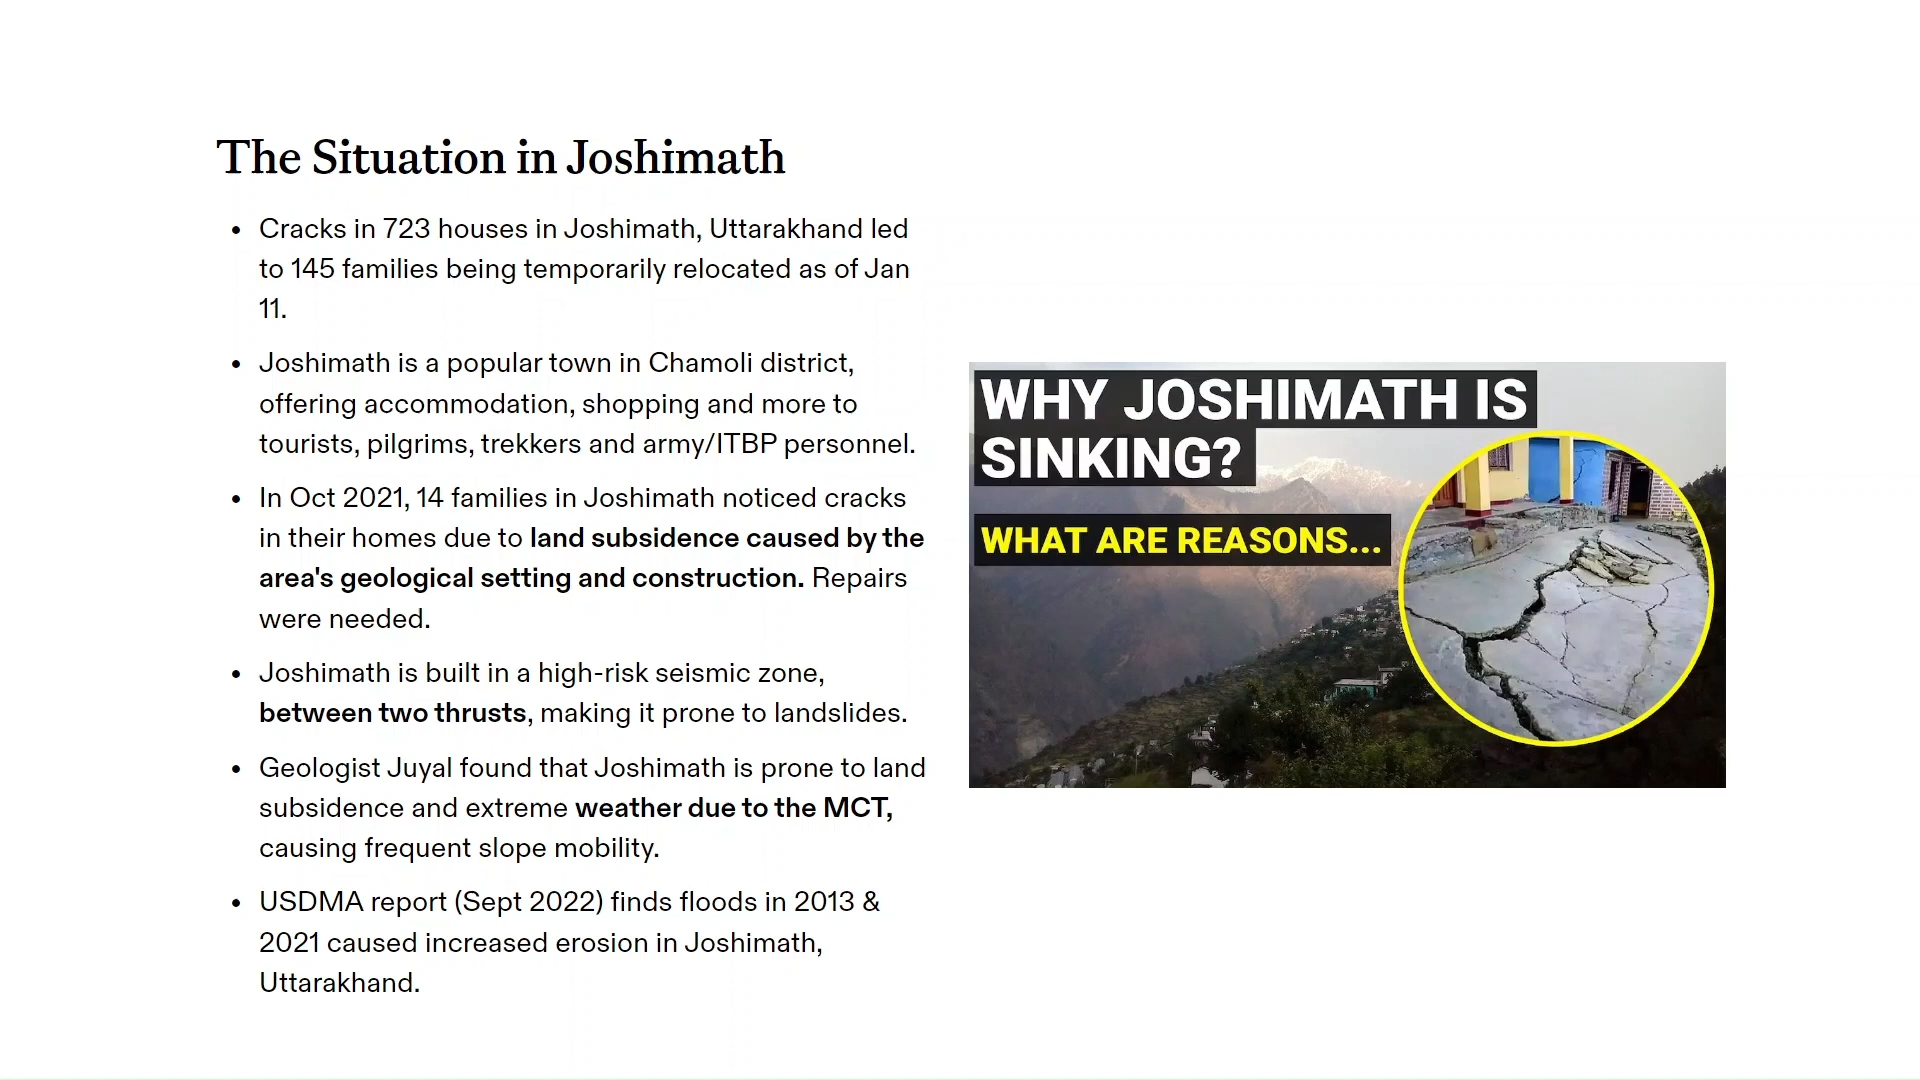 The Situation in Joshimath
• Cracks in 723 houses in Joshimath, Uttarakhand led
to 145 families being temporarily relocated as of Jan
11.
• Joshimath is a popular town in Chamoli district,
offering accommodation, shopping and more to
tourists, pilgrims, trekkers and army/ITBP personnel.
• In Oct 2021, 14 families in Joshimath noticed cracks
in their homes due to land subsidence caused by the
area's geological setting and construction. Repairs
were needed.
• Joshimath is built in a high-risk seismic zone,
between two thrusts, making it prone to landslides.
• Geologist Juyal found that Joshimath is prone to land
subsidence and extreme weather due to the MCT,
causing frequent slope mobility.
• USDMA report (Sept 2022) finds floods in 2013 &
2021 caused increased erosion in Joshimath,
Uttarakhand.
WHY JOSHIMATH IS
SINKING?
WHAT ARE REASONS...